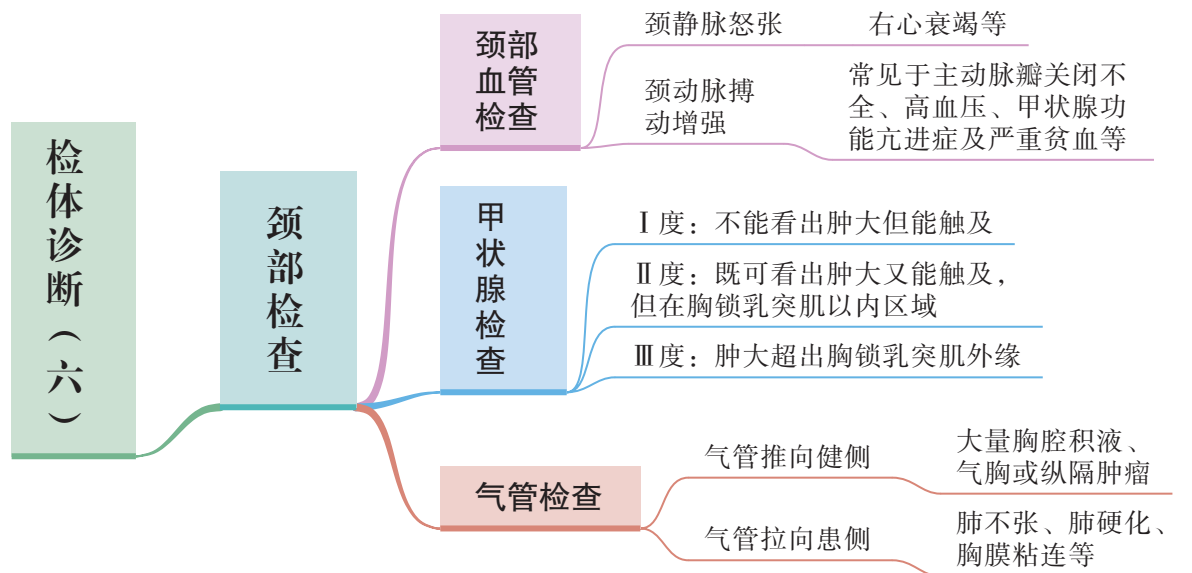 检体诊断（六）
颈部检查
颈部
血管
检查
颈静脉怒张
右心衰竭等
颈动脉搏
动增强
常见于主动脉瓣关闭不
全、高血压、甲状腺功
能亢进症及严重贫血等
甲状腺检查
Ⅰ度：不能看出肿大但能触及
Ⅱ度：既可看出肿大又能触及，
但在胸锁乳突肌以内区域
Ⅲ度：肿大超出胸锁乳突肌外缘
气管检查
气管推向健侧
大量胸腔积液、
气胸或纵隔肿瘤
气管拉向患侧
肺不张、肺硬化、
胸膜粘连等